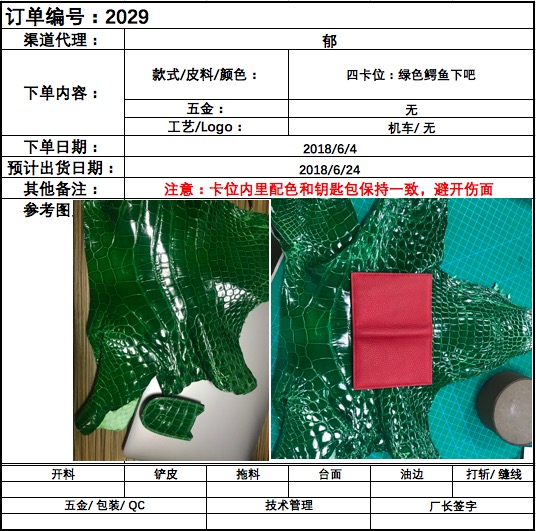 订单编号：2029
渠道代理：
郁
下单内容：
款式/皮料/颜色：
四卡位：绿色鳄鱼下吧
五金：
无
工艺/Logo：
机车/ 无
下单日期：
2018/6/4
预计出货日期：
2018/6/24
其他备注：
注意：卡位内里配色和钥匙包保持一致，避开伤面
参考图
开料
铲皮
拖料
台面
油边
打斩/ 缝线
五金/ 包装/ QC
技术管理
厂长签字